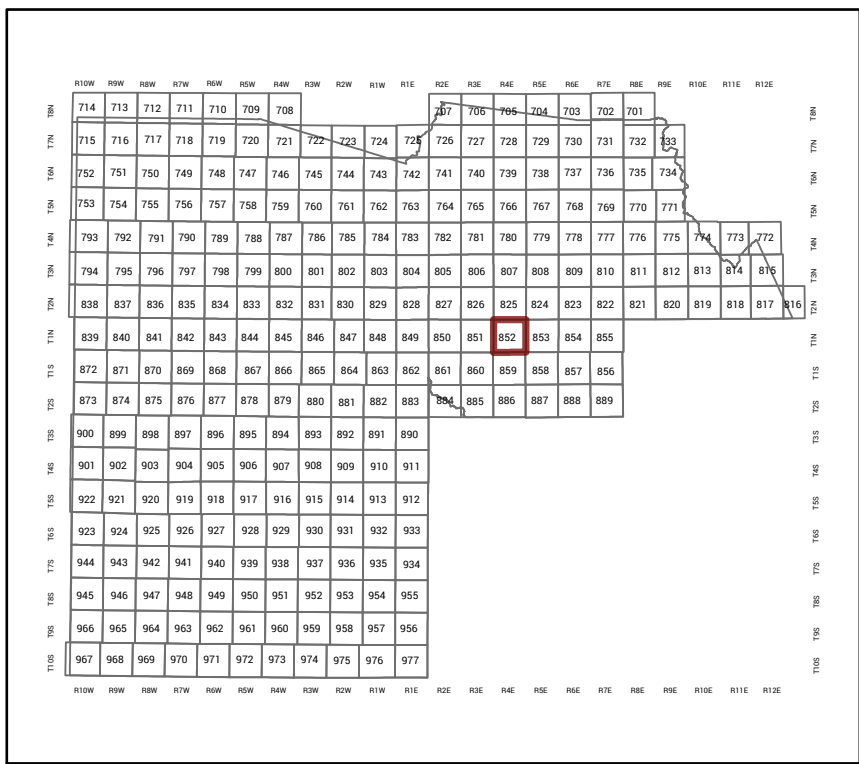 R10W R9W R8W R7W R6W R5W R4W R3W R2W R1W R1E R2E R3E R4E R5E R6E R7E R8E R9E R10E R11E R12E
T8N 714 713 712 711 710 709 708 707 706 705 704 703 702 701 T8N
T7N 715 716 717 718 719 720 721 722 723 724 725 726 727 728 729 730 731 732 733 T7N
T6N 752 751 750 749 748 747 746 745 744 743 742 741 740 739 738 737 736 735 734 T6N
T5N 753 754 755 756 757 758 759 760 761 762 763 764 765 766 767 768 769 770 771 T5N
T4N 793 792 791 790 789 788 787 786 785 784 783 782 781 780 779 778 777 776 775 774 773 772 T4N
T3N 794 795 796 797 798 799 800 801 802 803 804 805 806 807 808 809 810 811 812 813 814 815 T3N
T2N 838 837 836 835 834 833 832 831 830 829 828 827 826 825 824 823 822 821 820 819 818 817 816 T2N
T1N 839 840 841 842 843 844 845 846 847 848 849 850 851 852 853 854 855 T1N
T1S 872 871 870 869 868 867 866 865 864 863 862 861 860 859 858 857 856 T1S
T2S 873 874 875 876 877 878 879 880 881 882 883 884 885 886 887 888 889 T2S
T3S 900 899 898 897 896 895 894 893 892 891 890 T3S
T4S 901 902 903 904 905 906 907 908 909 910 911 T4S
T5S 922 921 920 919 918 917 916 915 914 913 912 T5S
T6S 923 924 925 926 927 928 929 930 931 932 933 T6S
T7S 944 943 942 941 940 939 938 937 936 935 934 T7S
T8S 945 946 947 948 949 950 951 952 953 954 955 T8S
T9S 966 965 964 963 962 961 960 959 958 957 956 T9S
T10S 967 968 969 970 971 972 973 974 975 976 977 T10S
R10W R9W R8W R7W R6W R5W R4W R3W R2W R1W R1E R2E R3E R4E R5E R6E R7E R8E R9E R10E R11E R12E